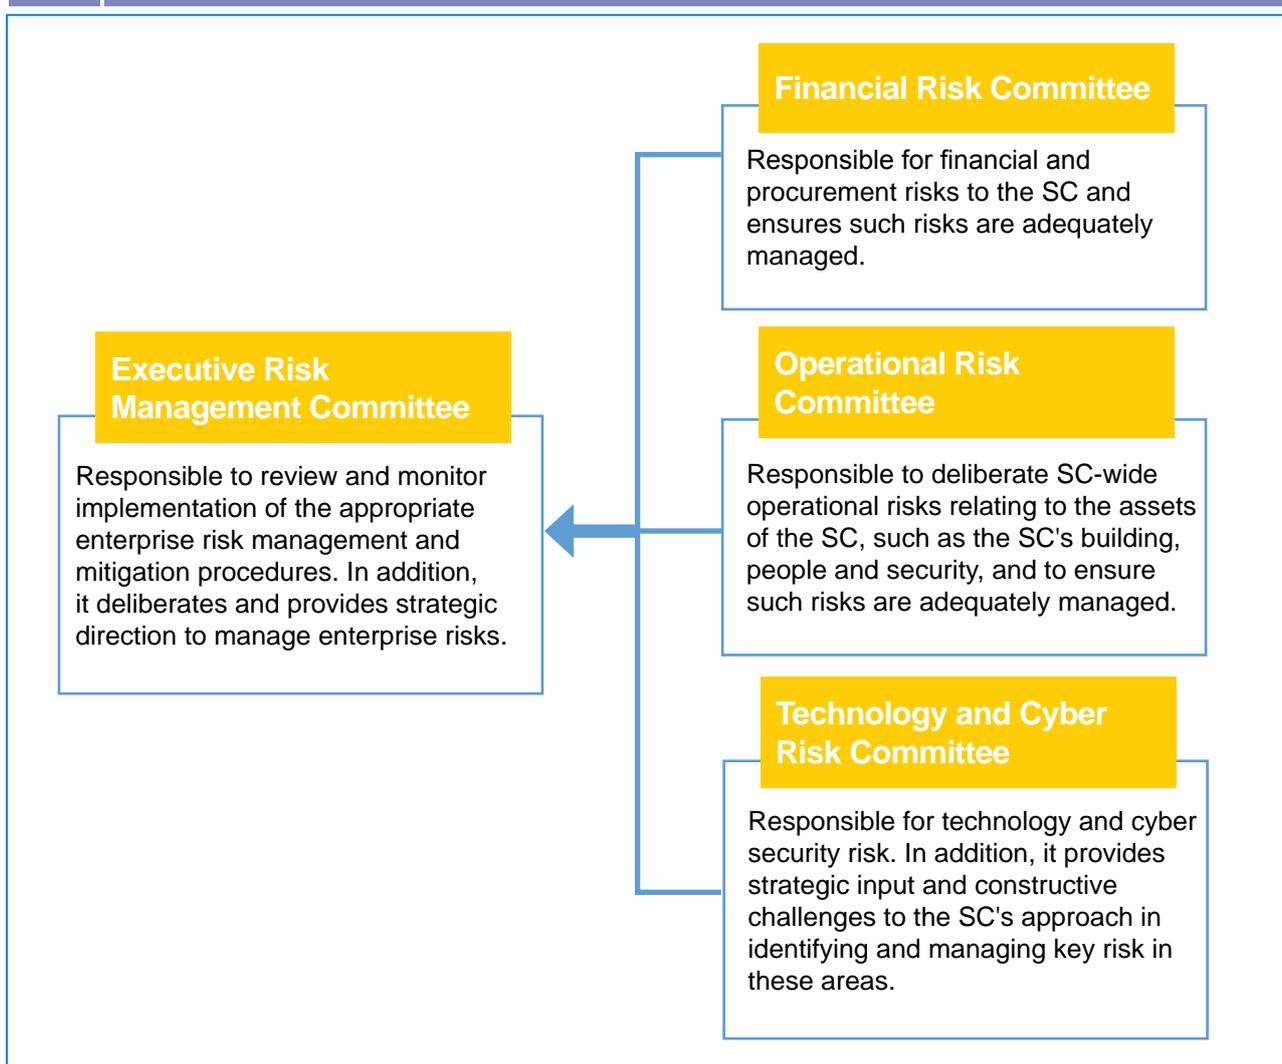 Financial Risk Committee
Responsible for financial and
procurement risks to the SC and
ensures such risks are adequately
managed.
Executive Risk
Management Committee
Responsible to review and monitor
implementation of the appropriate
enterprise risk management and
mitigation procedures. In addition,
it deliberates and provides strategic
direction to manage enterprise risks.
Operational Risk
Committee
Responsible to deliberate SC-wide
operational risks relating to the assets
of the SC, such as the SC's building,
people and security, and to ensure
such risks are adequately managed.
Technology and Cyber
Risk Committee
Responsible for technology and cyber
security risk. In addition, it provides
strategic input and constructive
challenges to the SC's approach in
identifying and managing key risk in
these areas.